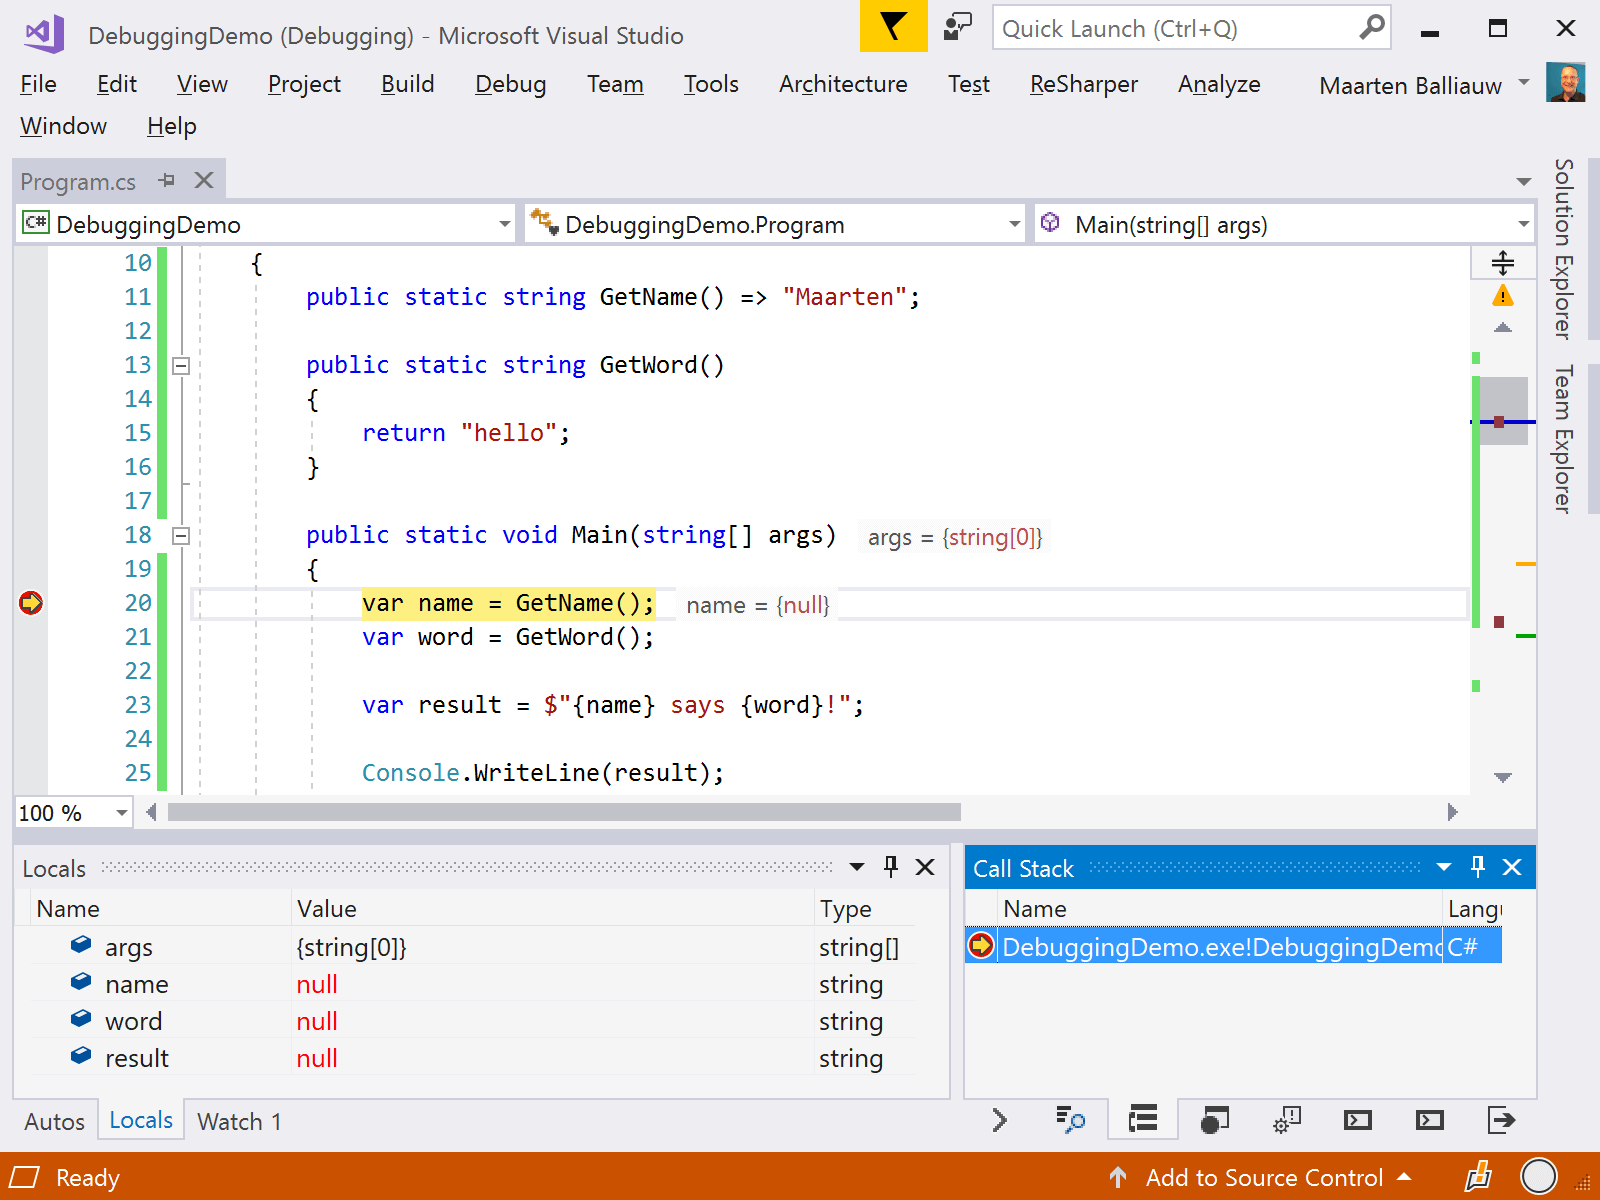 DebuggingDemo (Debugging) - Microsoft Visual Studio
Quick Launch (Ctrl+Q)
File Edit View Project Build Debug Team Tools Architecture Test ReSharper Analyze Maarten Balliauw
Window Help
Program.cs
C# DebuggingDemo DebuggingDemo.Program Main(string[] args)
10 {
11 public static string GetName() => "Maarten";
12
13 public static string GetWord()
14 {
15 return "hello";
16 }
17
18 public static void Main(string[] args) args = {string[0]}
19 {
20 var name = GetName(); name = {null}
21 var word = GetWord();
22
23 var result = $"{name} says {word}!";
24
25 Console.WriteLine(result);
100 %
Solution Explorer
Team Explorer
Locals
Name Value Type
args {string[0]} string[]
name null string
word null string
result null string
Autos Locals Watch 1
Call Stack
Name Langu
DebuggingDemo.exe!DebuggingDemo C#
Ready Add to Source Control